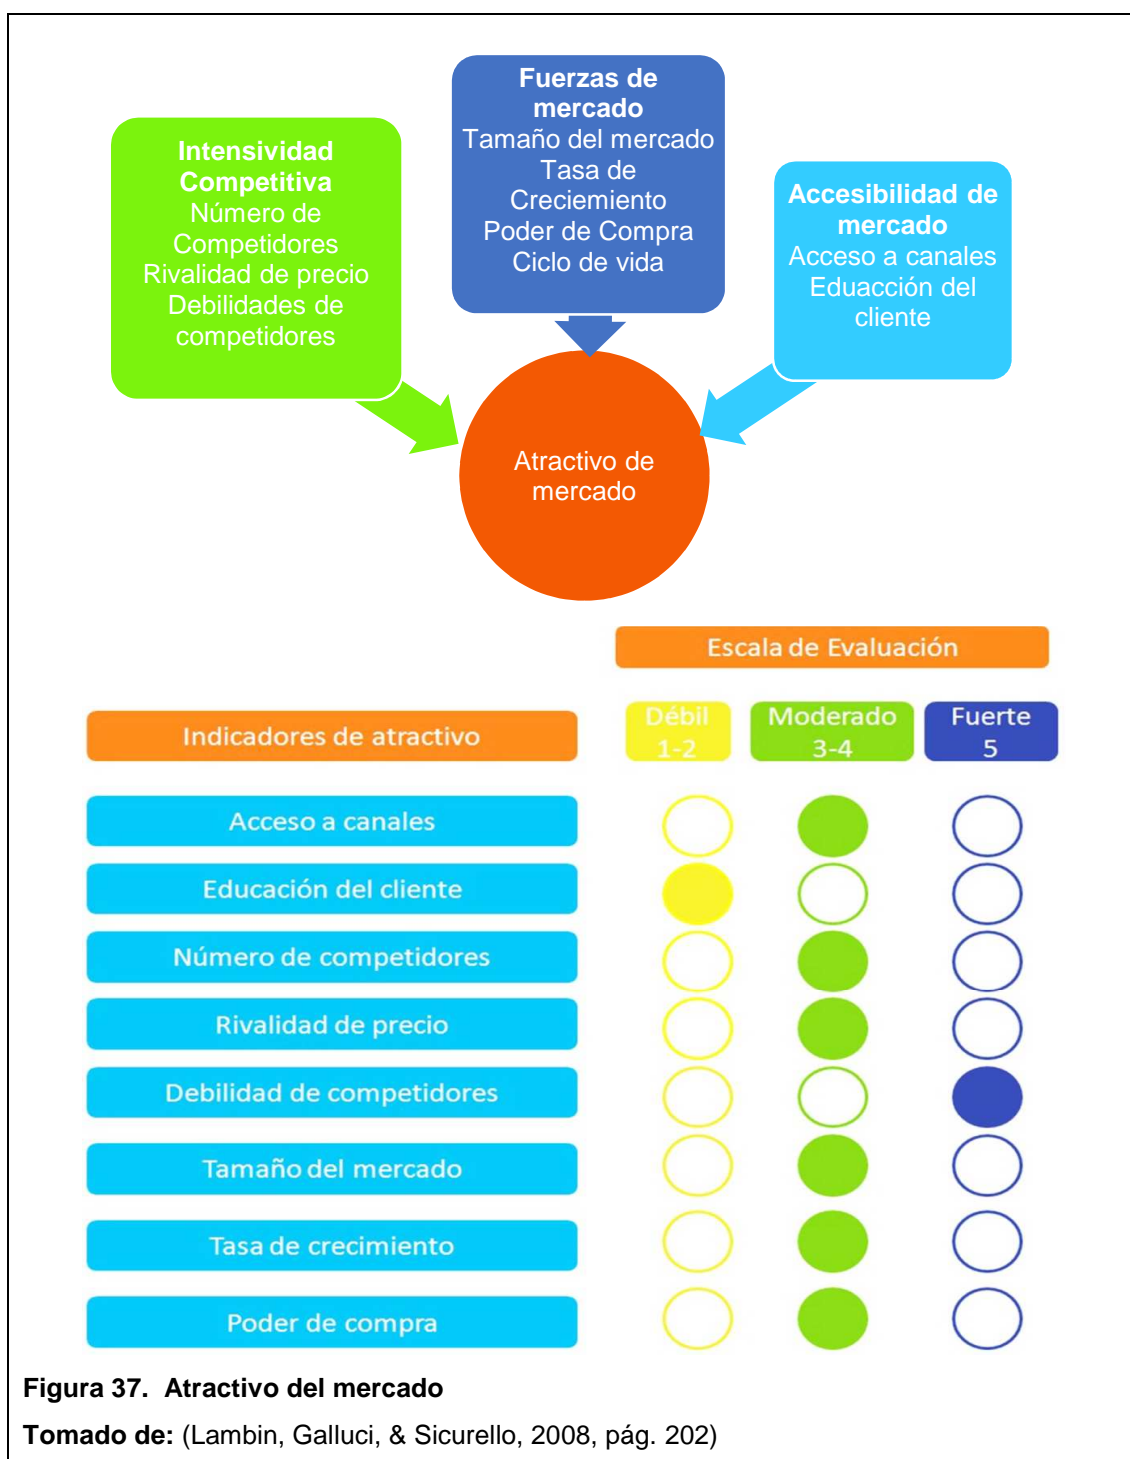 Intensividad
Competitiva
Número de
Competidores
Rivalidad de precio
Debilidades de
competidores
Fuerzas de
mercado
Tamaño del mercado
Tasa de
Creciemiento
Poder de Compra
Ciclo de vida
Accesibilidad de
mercado
Acceso a canales
Eduacción del
cliente
Atractivo de
mercado
Escala de Evaluación
Indicadores de atractivo
Débil
1-2
Moderado
3-4
Fuerte
5
Acceso a canales
Educación del cliente
Número de competidores
Rivalidad de precio
Debilidad de competidores
Tamaño del mercado
Tasa de crecimiento
Poder de compra
Figura 37. Atractivo del mercado
Tomado de: (Lambin, Galluci, & Sicurello, 2008, pág. 202)